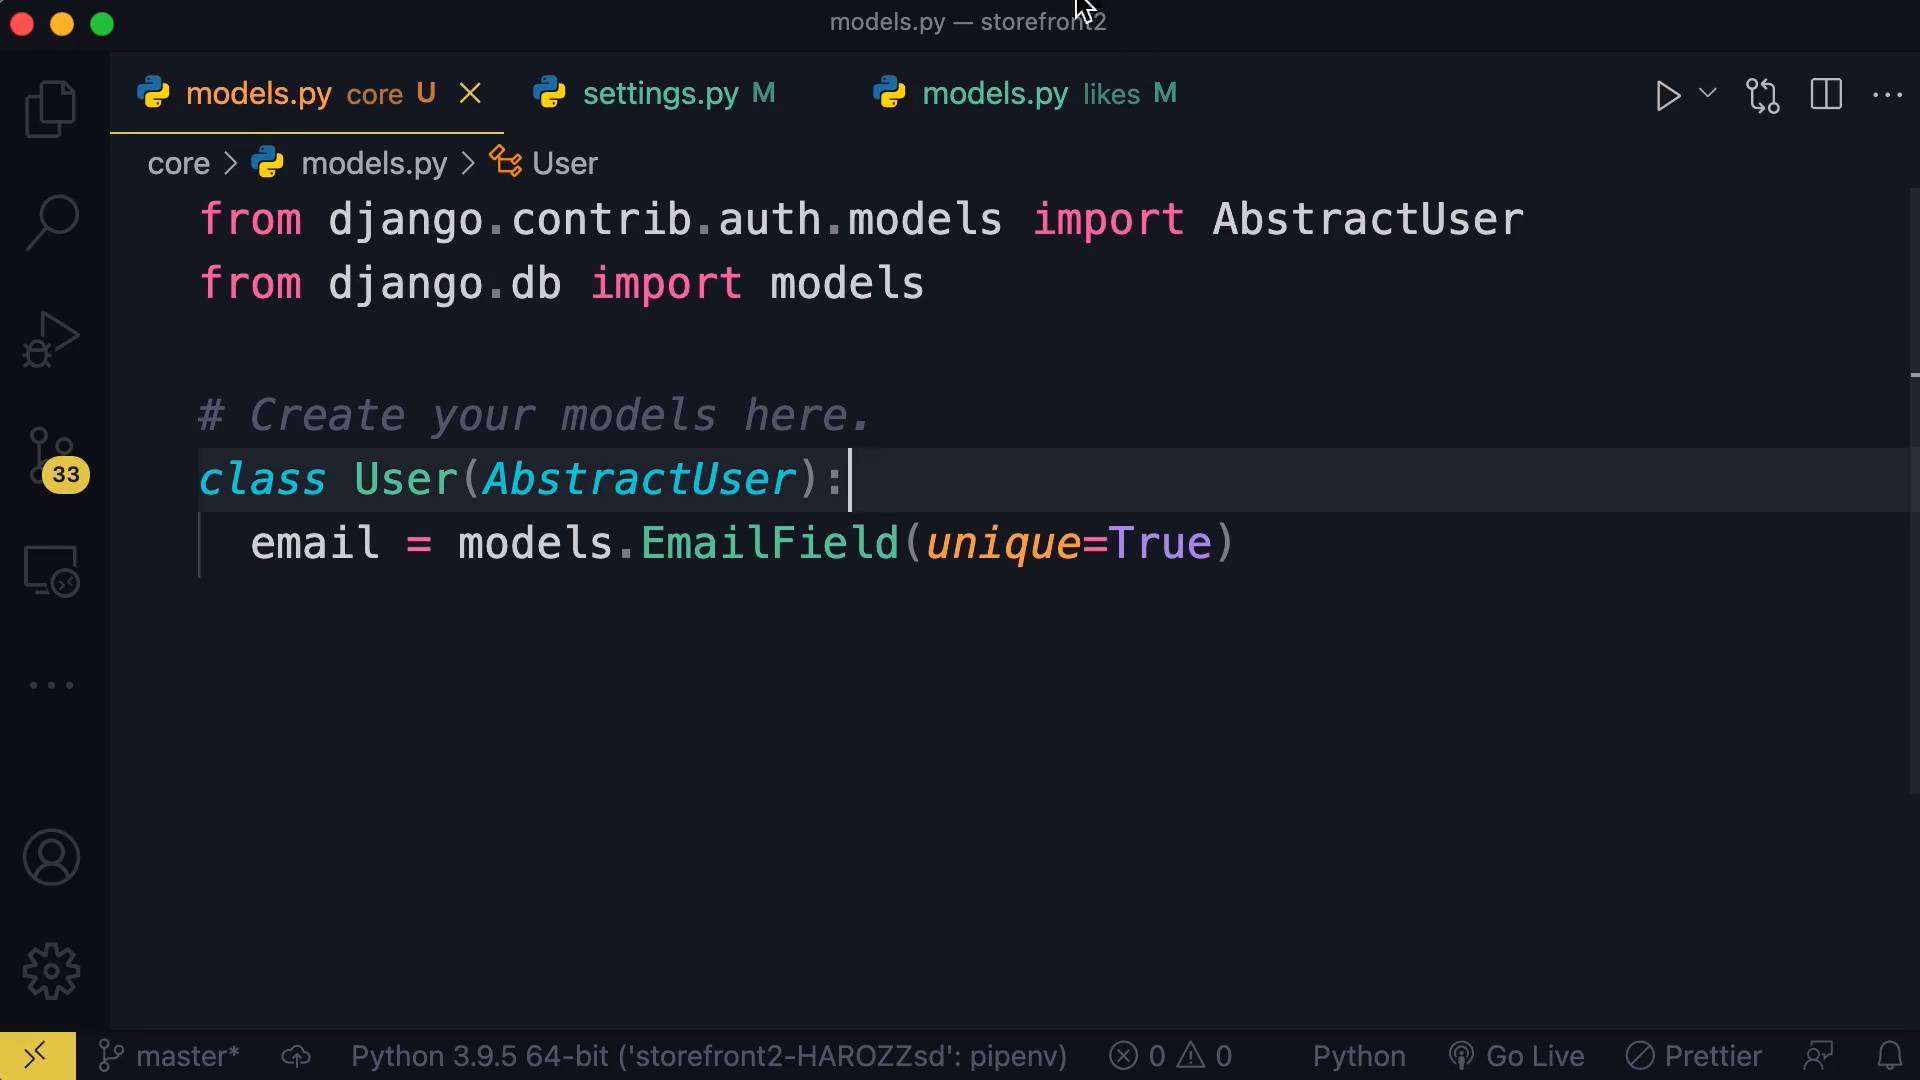 models.py — storefront2
models.py core U
settings.py M
models.py likes M
core > models.py > User
from django.contrib.auth.models import AbstractUser
from django.db import models
# Create your models here.
class User(AbstractUser):
email = models.EmailField(unique=True)
33
master*
Python 3.9.5 64-bit ('storefront2-HAROZZsd': pipenv)
0
0
Python
Go Live
Prettier